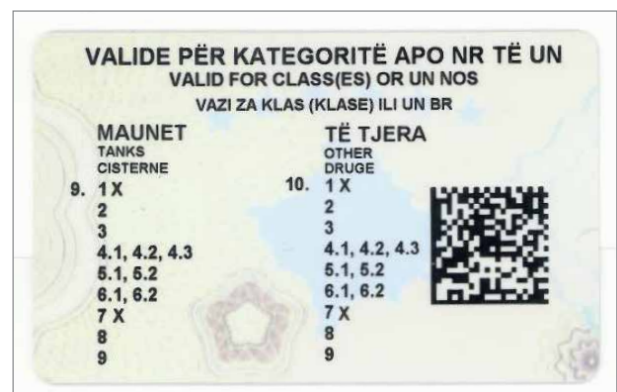 VALIDE PËR KATEGORITË APO NR TË UN
VALID FOR CLASS(ES) OR UN NOS
VAZI ZA KLAS (KLASE) ILI UN BR
MAUNET
TANKS
CISTERNE
9. 1 X
2
3
4.1, 4.2, 4.3
5.1, 5.2
6.1, 6.2
7 X
8
9
TË TJERA
OTHER
DRUGE
10. 1 X
2
3
4.1, 4.2, 4.3
5.1, 5.2
6.1, 6.2
7 X
8
9